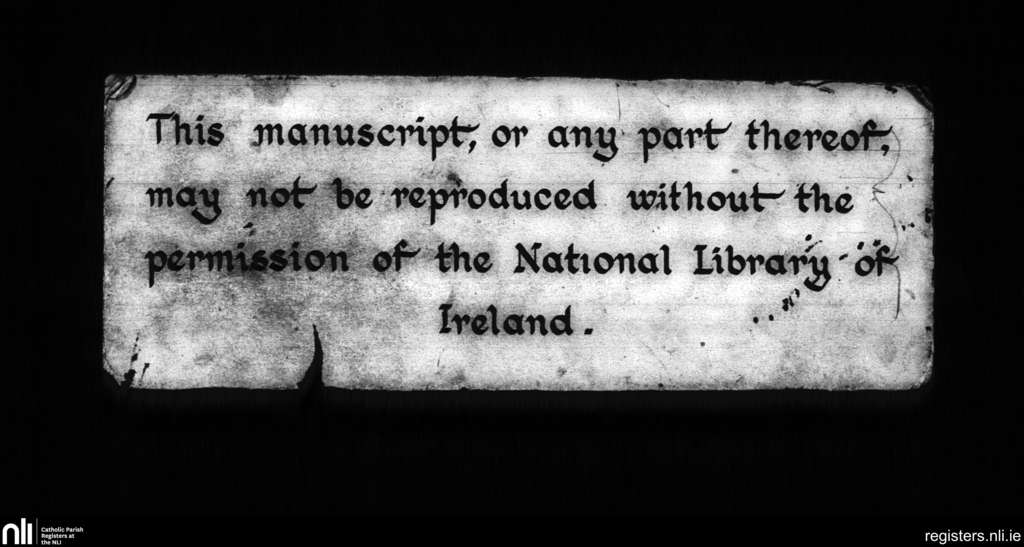 This manuscript, or any part thereof,
may not be reproduced without the
permission of the National Library of
Ireland.
nli
Catholic Parish
Registers at
the NLI
registers.nli.ie